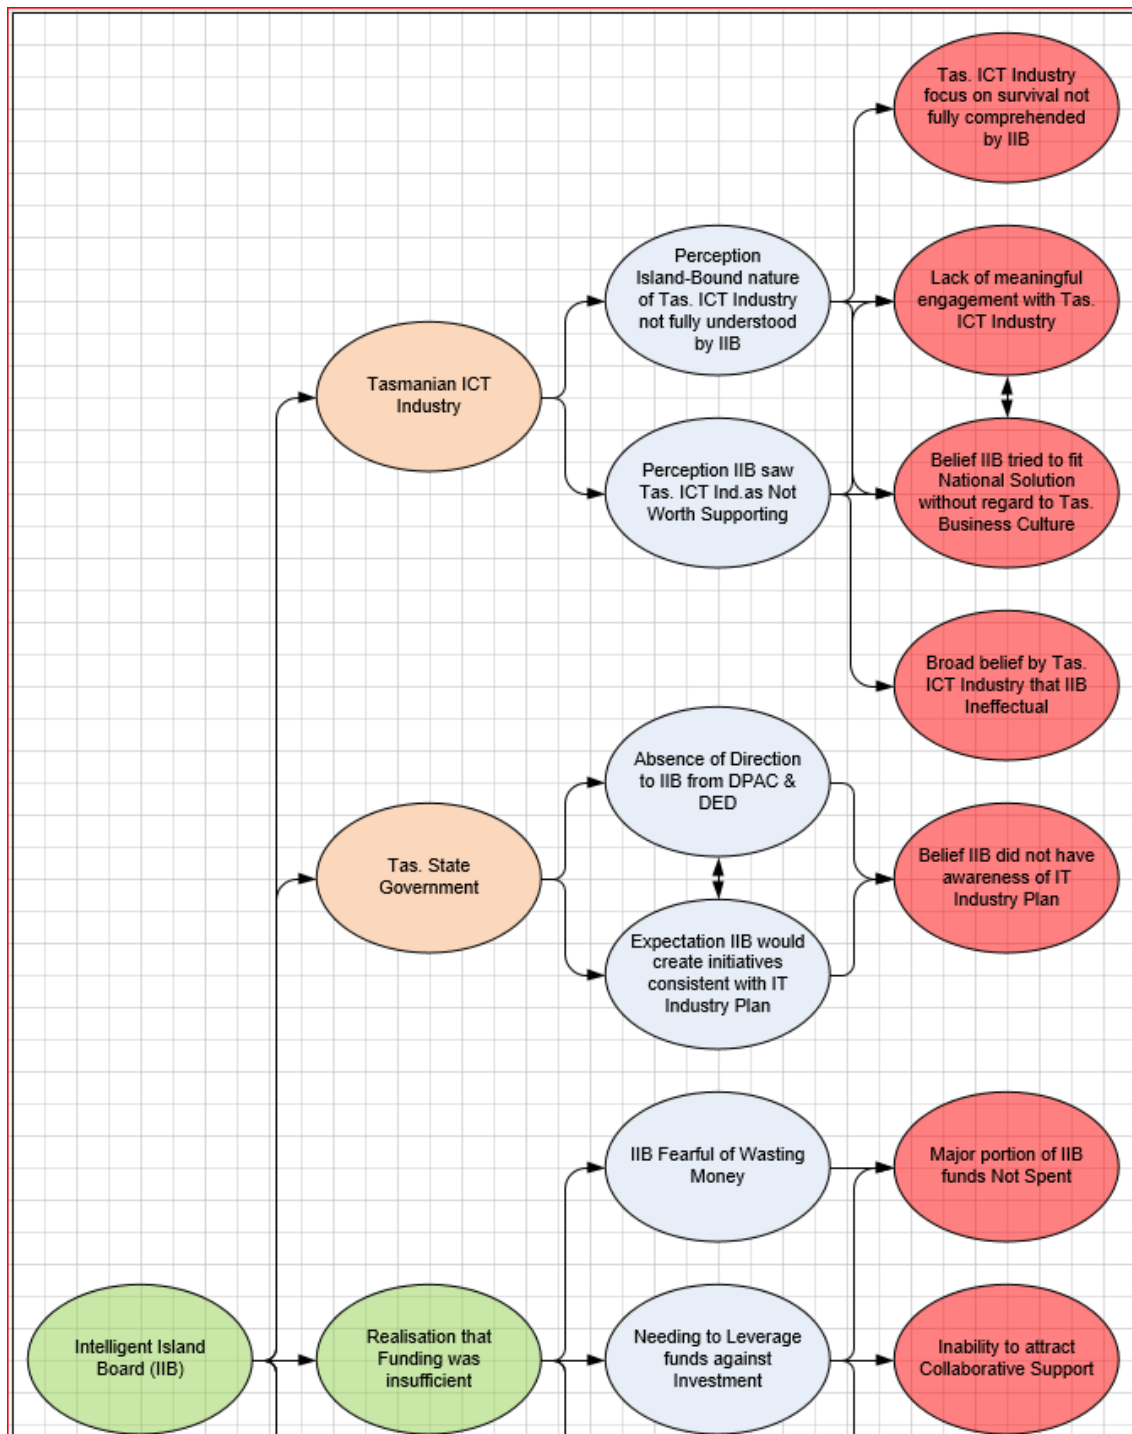 Tas. ICT Industry
focus on survival not
fully comprehended
by IIB
Perception
Island-Bound nature
of Tas. ICT Industry
not fully understood
by IIB
Lack of meaningful
engagement with Tas.
ICT Industry
Tasmanian ICT
Industry
Perception IIB saw
Tas. ICT Ind.as Not
Worth Supporting
Belief IIB tried to fit
National Solution
without regard to Tas.
Business Culture
Broad belief by Tas.
ICT Industry that IIB
Ineffectual
Absence of Direction
to IIB from DPAC &
DED
Tas. State
Government
Belief IIB did not have
awareness of IT
Industry Plan
Expectation IIB would
create initiatives
consistent with IT
Industry Plan
IIB Fearful of Wasting
Money
Major portion of IIB
funds Not Spent
Intelligent Island
Board (IIB)
Realisation that
Funding was
insufficient
Needing to Leverage
funds against
Investment
Inability to attract
Collaborative Support